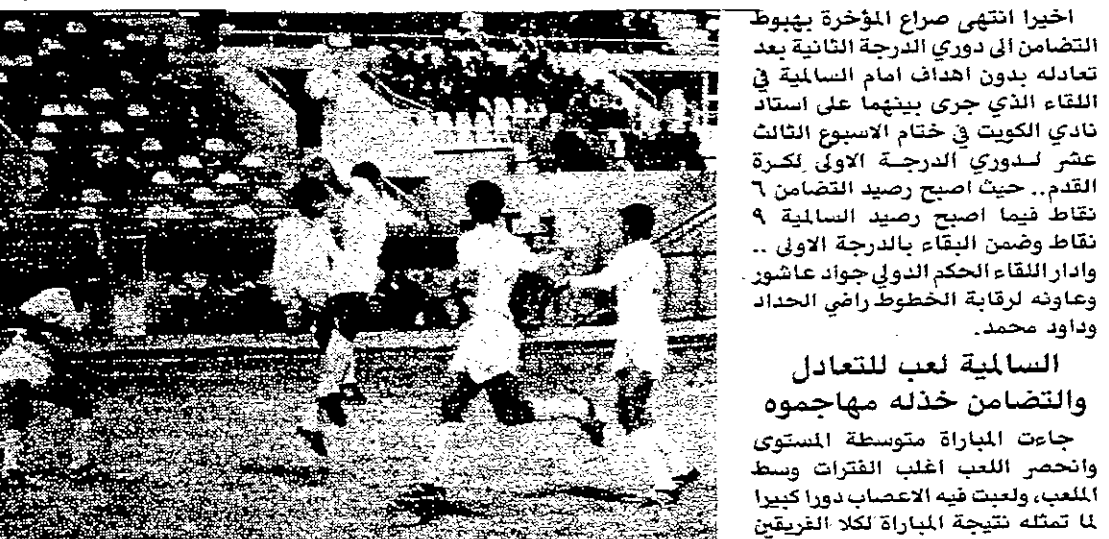 اخيرا انتهى صراع المؤخرة بهبوط
التضامن الى دوري الدرجة الثانية بعد
تعادله بدون اهداف امام السالمية في
اللقاء الذي جرى بينهما على استاد
نادي الكويت في ختام الاسبوع الثالث
عشر لـدوري الدرجـة الاولى لكـرة
القدم.. حيث اصبح رصيد التضامن ٦
نقاط فيما اصبح رصيد السالمية ٩
نقاط وضمن البقاء بالدرجة الاولى ..
وادار اللقاء الحكم الدولي جواد عاشور
وعاونه لرقابة الخطوط راضي الحداد
وداود محمد.
السالمية لعب للتعادل
والتضامن خذله مهاجموه
جاءت المباراة متوسطة المستوى
وانحصر اللعب اغلب الفترات وسط
الملعب، ولعبت فيه الاعصاب دورا كبيرا
لما تمثله نتيجة المباراة لكلا الفريقين